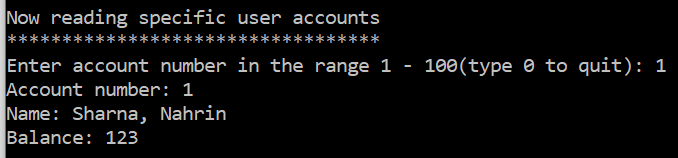 Now reading specific user accounts
**********************************
Enter account number in the range 1 - 100(type 0 to quit): 1
Account number: 1
Name: Sharna, Nahrin
Balance: 123